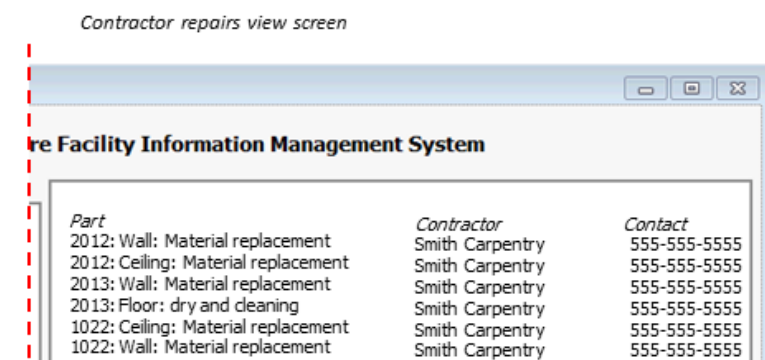 Contractor repairs view screen
re Facility Information Management System
Part Contractor Contact
2012: Wall: Material replacement Smith Carpentry 555-555-5555
2012: Ceiling: Material replacement Smith Carpentry 555-555-5555
2013: Wall: Material replacement Smith Carpentry 555-555-5555
2013: Floor: dry and cleaning Smith Carpentry 555-555-5555
1022: Ceiling: Material replacement Smith Carpentry 555-555-5555
1022: Wall: Material replacement Smith Carpentry 555-555-5555